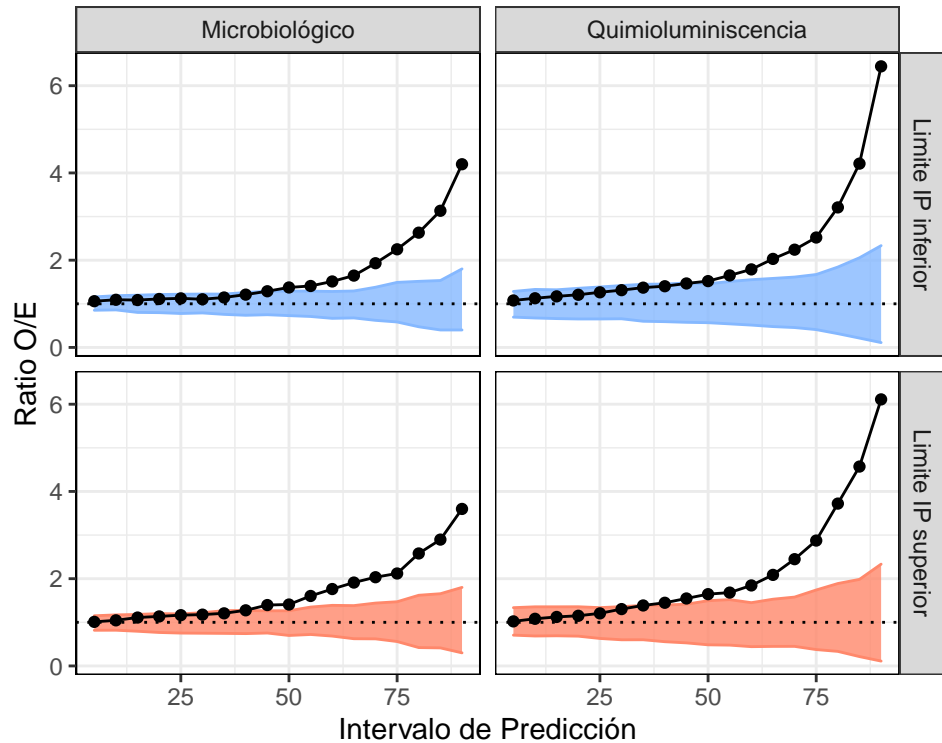 Microbiológico
Quimioluminiscencia
Ratio O/E
6
4
2
0
Limite IP inferior
6
4
2
0
Limite IP superior
25
50
75
25
50
75
Intervalo de Predicción